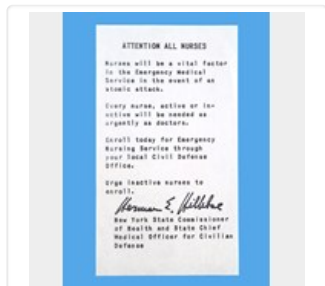 ATTENTION ALL NURSES
Nurses will be a vital factor
in the Emergency Medical
Service in the event of an
atomic attack.
Every nurse, active or in-
active will be needed as
urgently as doctors.
Enroll today for Emergency
Nursing Service through
your local Civil Defense
Office.
Urge inactive nurses to
enroll.
Herman E. Hilleboe
New York State Commissioner
of Health and State Chief
Medical Officer for Civilian
Defense